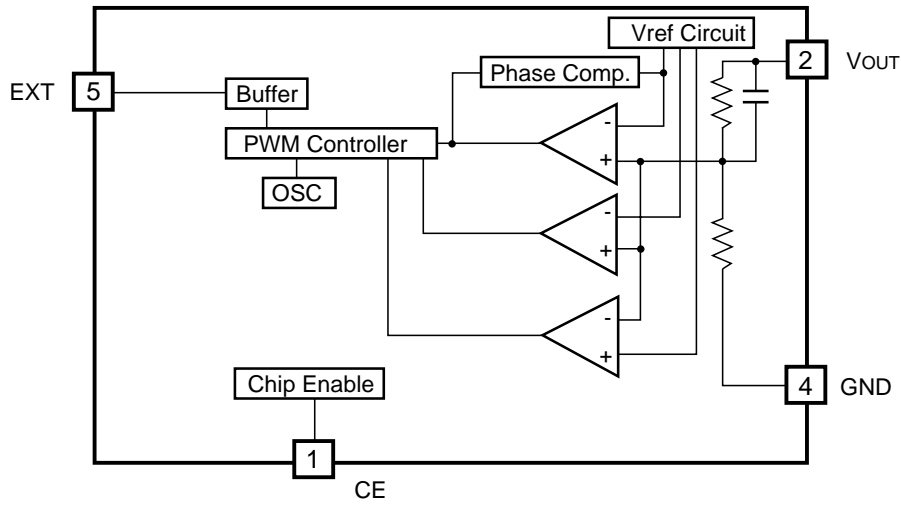 Vref Circuit
2 VOUT
Phase Comp.
EXT 5
Buffer
-
PWM Controller
+
OSC
-
+
-
+
Chip Enable
4 GND
1
CE